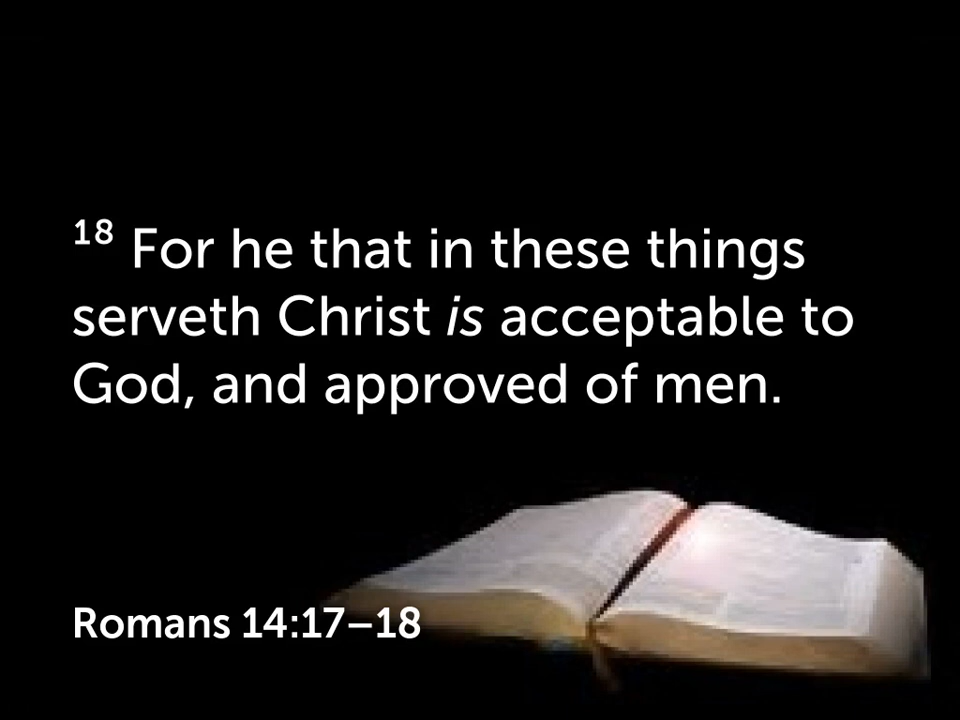 18 For he that in these things
serveth Christ is acceptable to
God, and approved of men.
Romans 14:17–18